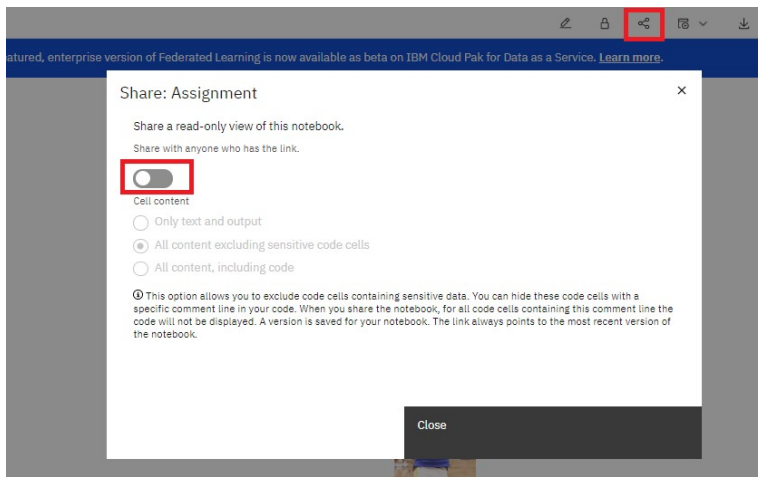 atured, enterprise version of Federated Learning is now available as beta on IBM Cloud Pak for Data as a Service. Learn more.
Share: Assignment
Share a read-only view of this notebook.
Share with anyone who has the link.
Cell content
Only text and output
All content excluding sensitive code cells
All content, including code
This option allows you to exclude code cells containing sensitive data. You can hide these code cells with a
specific comment line in your code. When you share the notebook, for all code cells containing this comment line the
code will not be displayed. A version is saved for your notebook. The link always points to the most recent version of
the notebook.
Close